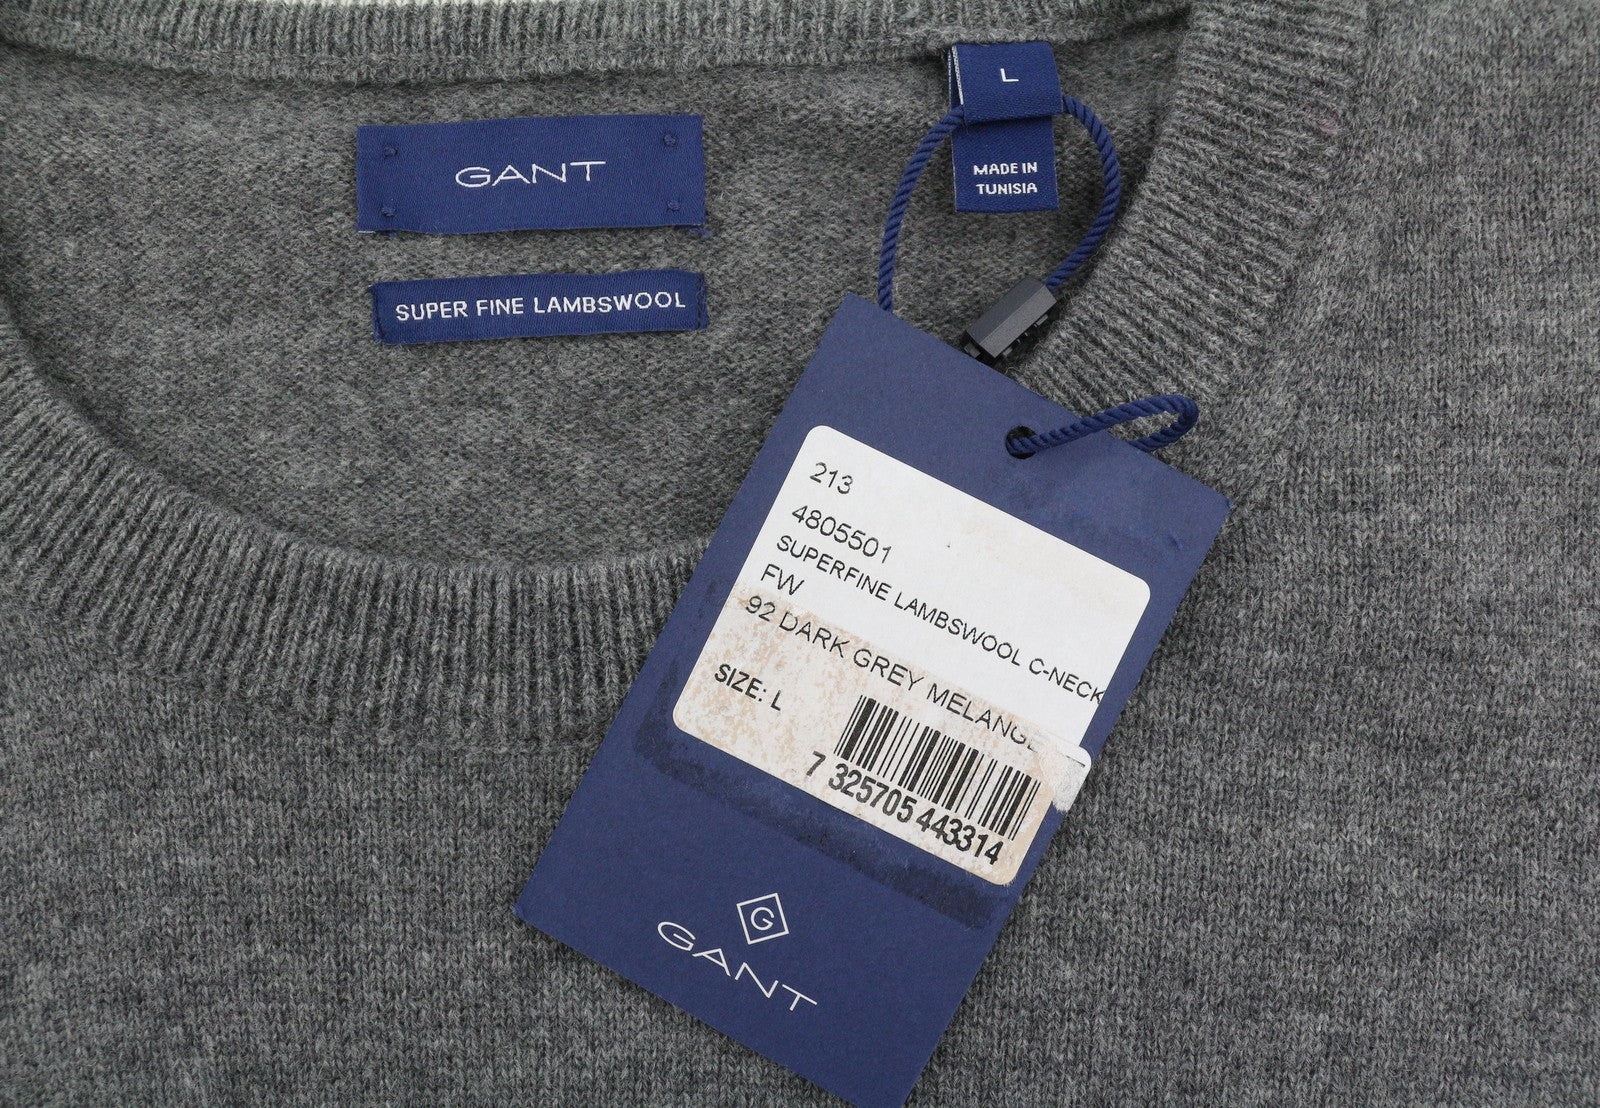 GANT
SUPER FINE LAMBSWOOL
L
MADE IN
TUNISIA
213
4805501
SUPERFINE LAMBSWOOL C-NECK
FW
92 DARK GREY MELANGE
SIZE: L
7 325705 443314
G
GANT